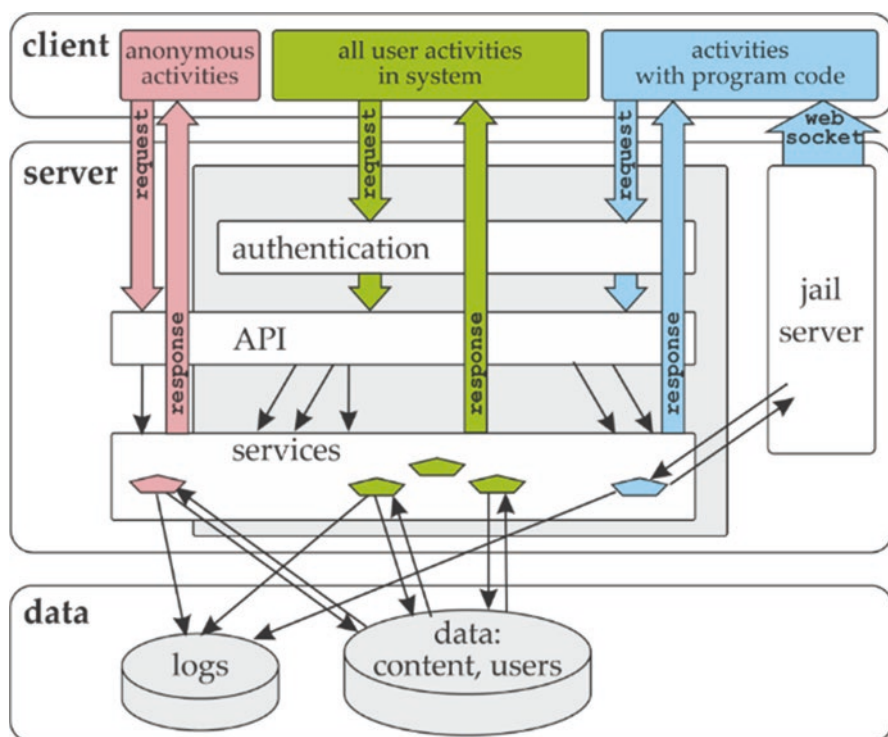 client
anonymous
activities
all user activities
in system
activities
with program code
request
request
request
web
socket
server
authentication
jail
server
API
response
response
response
services
data
logs
data:
content, users